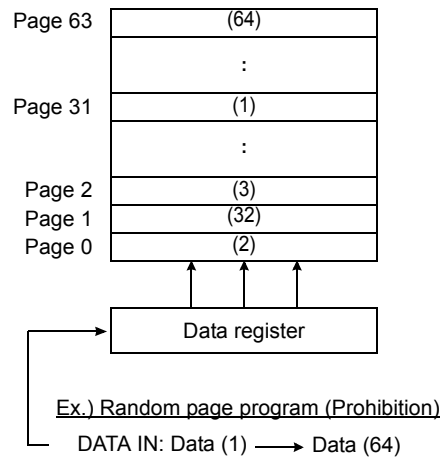 Page 63 (64)
:
Page 31 (1)
:
Page 2 (3)
Page 1 (32)
Page 0 (2)
Data register
Ex.) Random page program (Prohibition)
DATA IN: Data (1) → Data (64)